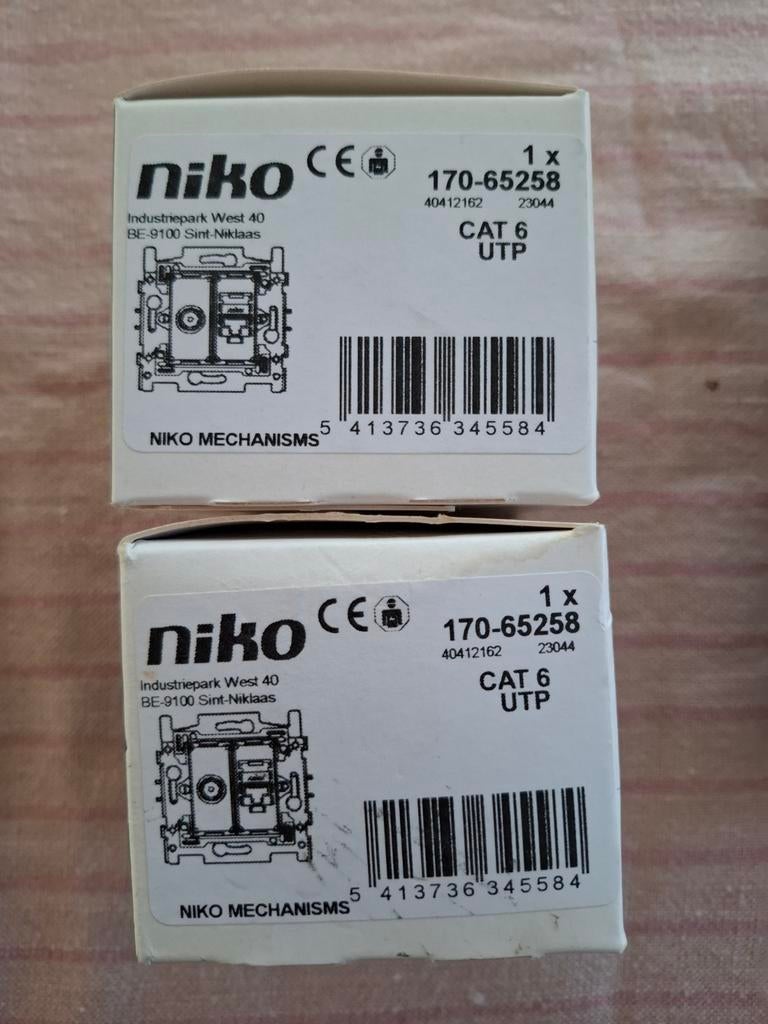 niko CE
1 x
170-65258
40412162 23044
Industriepark West 40
BE-9100 Sint-Niklaas
CAT 6
UTP
NIKO MECHANISMS
5 413736 345584
niko CE
1 x
170-65258
40412162 23044
Industriepark West 40
BE-9100 Sint-Niklaas
CAT 6
UTP
NIKO MECHANISMS
5 413736 345584